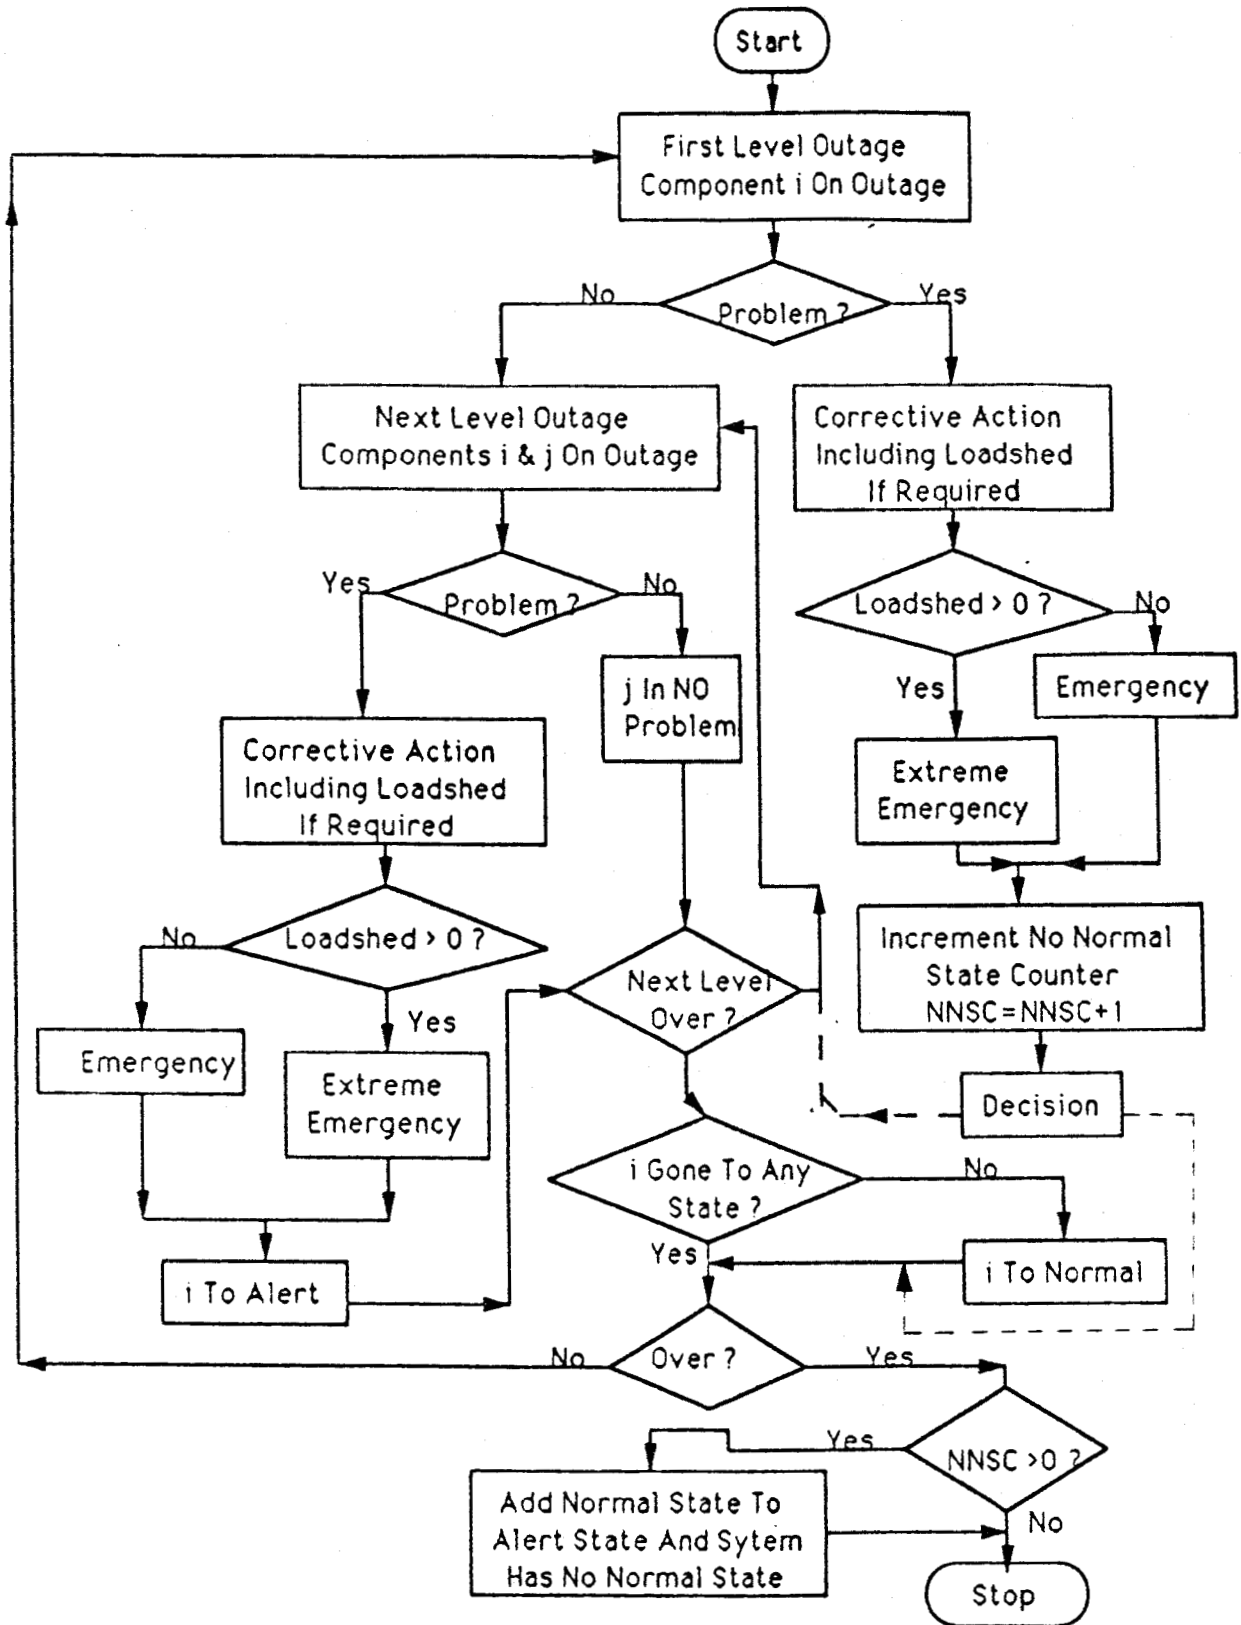 Start
First Level Outage
Component i On Outage
No
Yes
Problem ?
Next Level Outage
Components i & j On Outage
Corrective Action
Including Loadshed
If Required
Yes
Problem ?
No
Loadshed > 0 ?
No
j In NO
Problem
Yes
Emergency
Corrective Action
Including Loadshed
If Required
Extreme
Emergency
No
Loadshed > 0 ?
Next Level
Over ?
Increment No Normal
State Counter
NNSC=NNSC+1
Yes
Emergency
Extreme
Emergency
Decision
i Gone To Any
State ?
No
Yes
i To Normal
i To Alert
No
Over ?
Yes
Yes
NNSC >0 ?
Add Normal State To
Alert State And Sytem
Has No Normal State
No
Stop